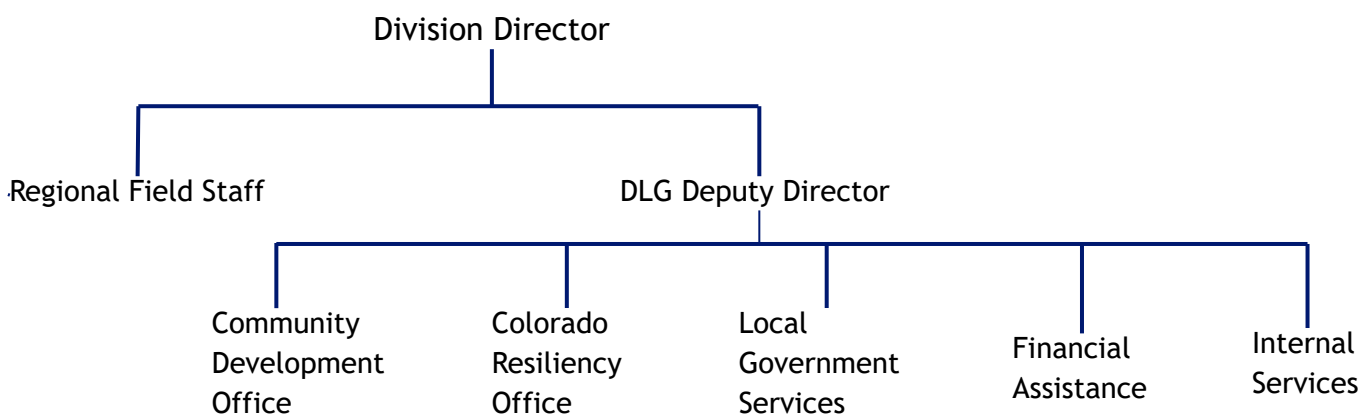 Division Director
Regional Field Staff
DLG Deputy Director
Community
Development
Office
Colorado
Resiliency
Office
Local
Government
Services
Financial
Assistance
Internal
Services